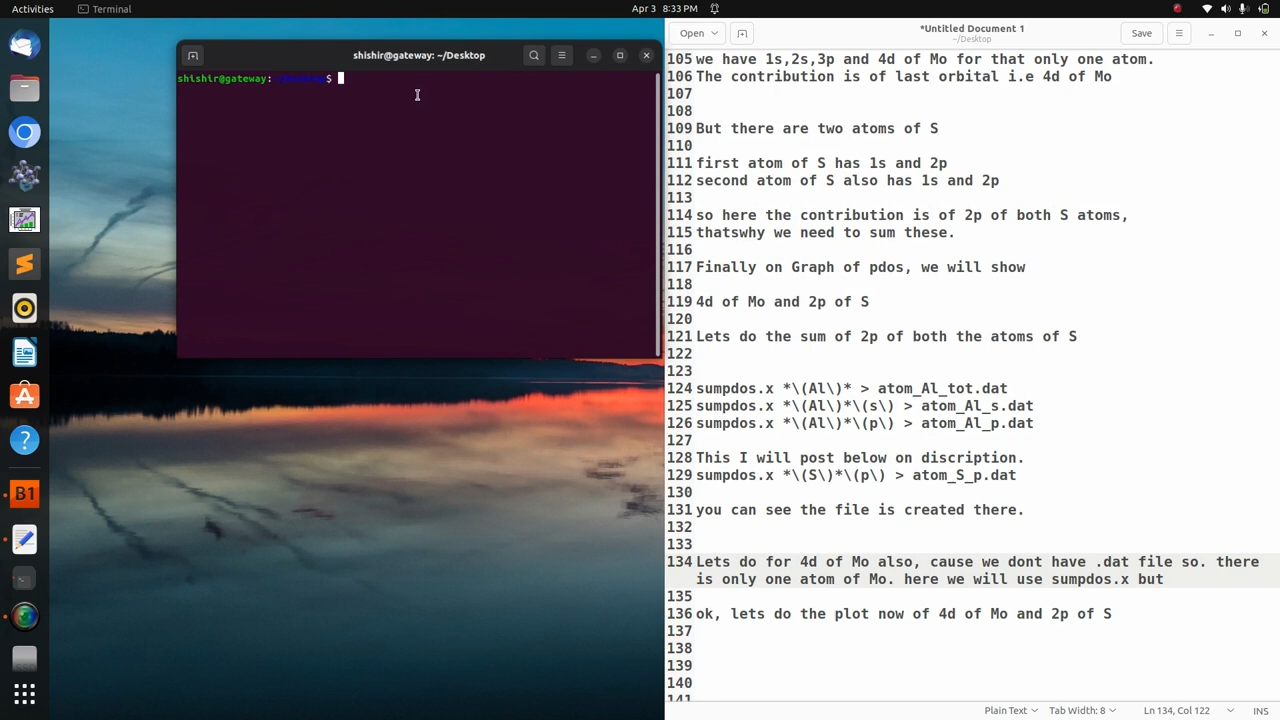 Activities
Terminal
Apr 3 8:33 PM
shishir@gateway: ~/Desktop
shishir@gateway:~/Desktop$
B1
Open
*Untitled Document 1
~/Desktop
Save
105 we have 1s,2s,3p and 4d of Mo for that only one atom.
106 The contribution is of last orbital i.e 4d of Mo
107
108
109 But there are two atoms of S
110
111 first atom of S has 1s and 2p
112 second atom of S also has 1s and 2p
113
114 so here the contribution is of 2p of both S atoms,
115 thatswhy we need to sum these.
116
117 Finally on Graph of pdos, we will show
118
119 4d of Mo and 2p of S
120
121 Lets do the sum of 2p of both the atoms of S
122
123
124 sumpdos.x *\(Al\)* > atom_Al_tot.dat
125 sumpdos.x *\(Al\)*\(s\) > atom_Al_s.dat
126 sumpdos.x *\(Al\)*\(p\) > atom_Al_p.dat
127
128 This I will post below on discription.
129 sumpdos.x *\(S\)*\(p\) > atom_S_p.dat
130
131 you can see the file is created there.
132
133
134 Lets do for 4d of Mo also, cause we dont have .dat file so. there
is only one atom of Mo. here we will use sumpdos.x but
135
136 ok, lets do the plot now of 4d of Mo and 2p of S
137
138
139
140
141
Plain Text
Tab Width: 8
Ln 134, Col 122
INS